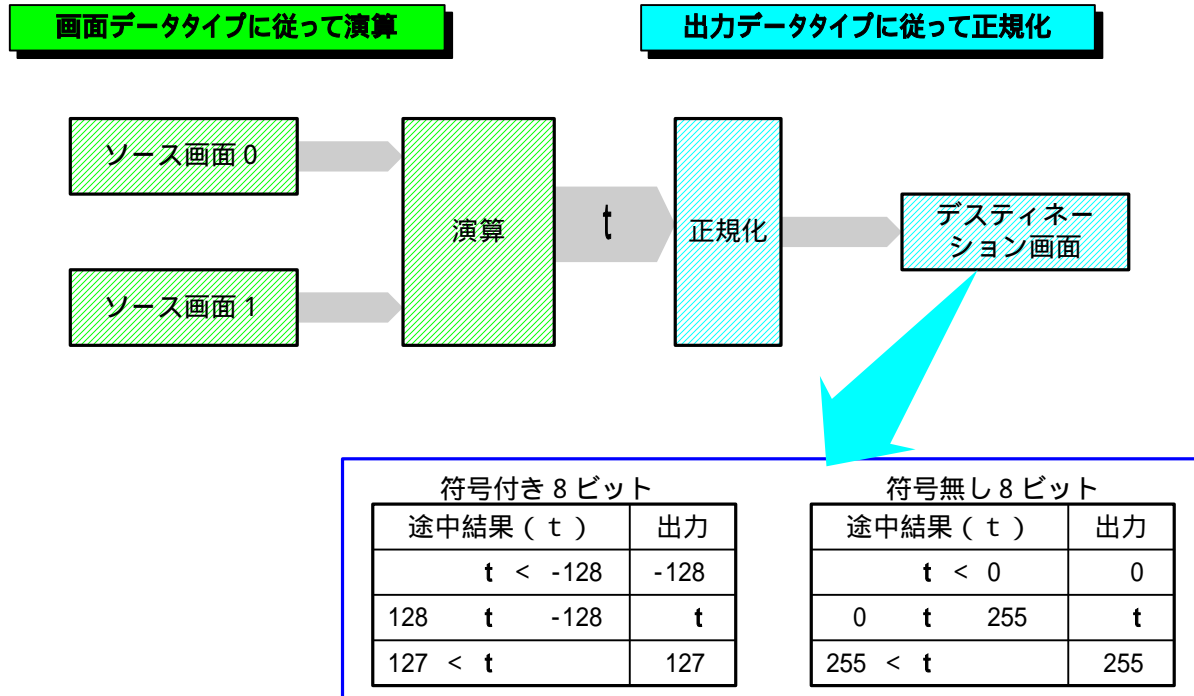 画面データタイプに従って演算
出力データタイプに従って正規化
ソース画面0
ソース画面1
演算
t
正規化
デスティネー
ション画面
符号付き8ビット
途中結果(t) 出力
t < -128 -128
128 t -128 t
127 < t 127
符号無し8ビット
途中結果(t) 出力
t < 0 0
0 t 255 t
255 < t 255